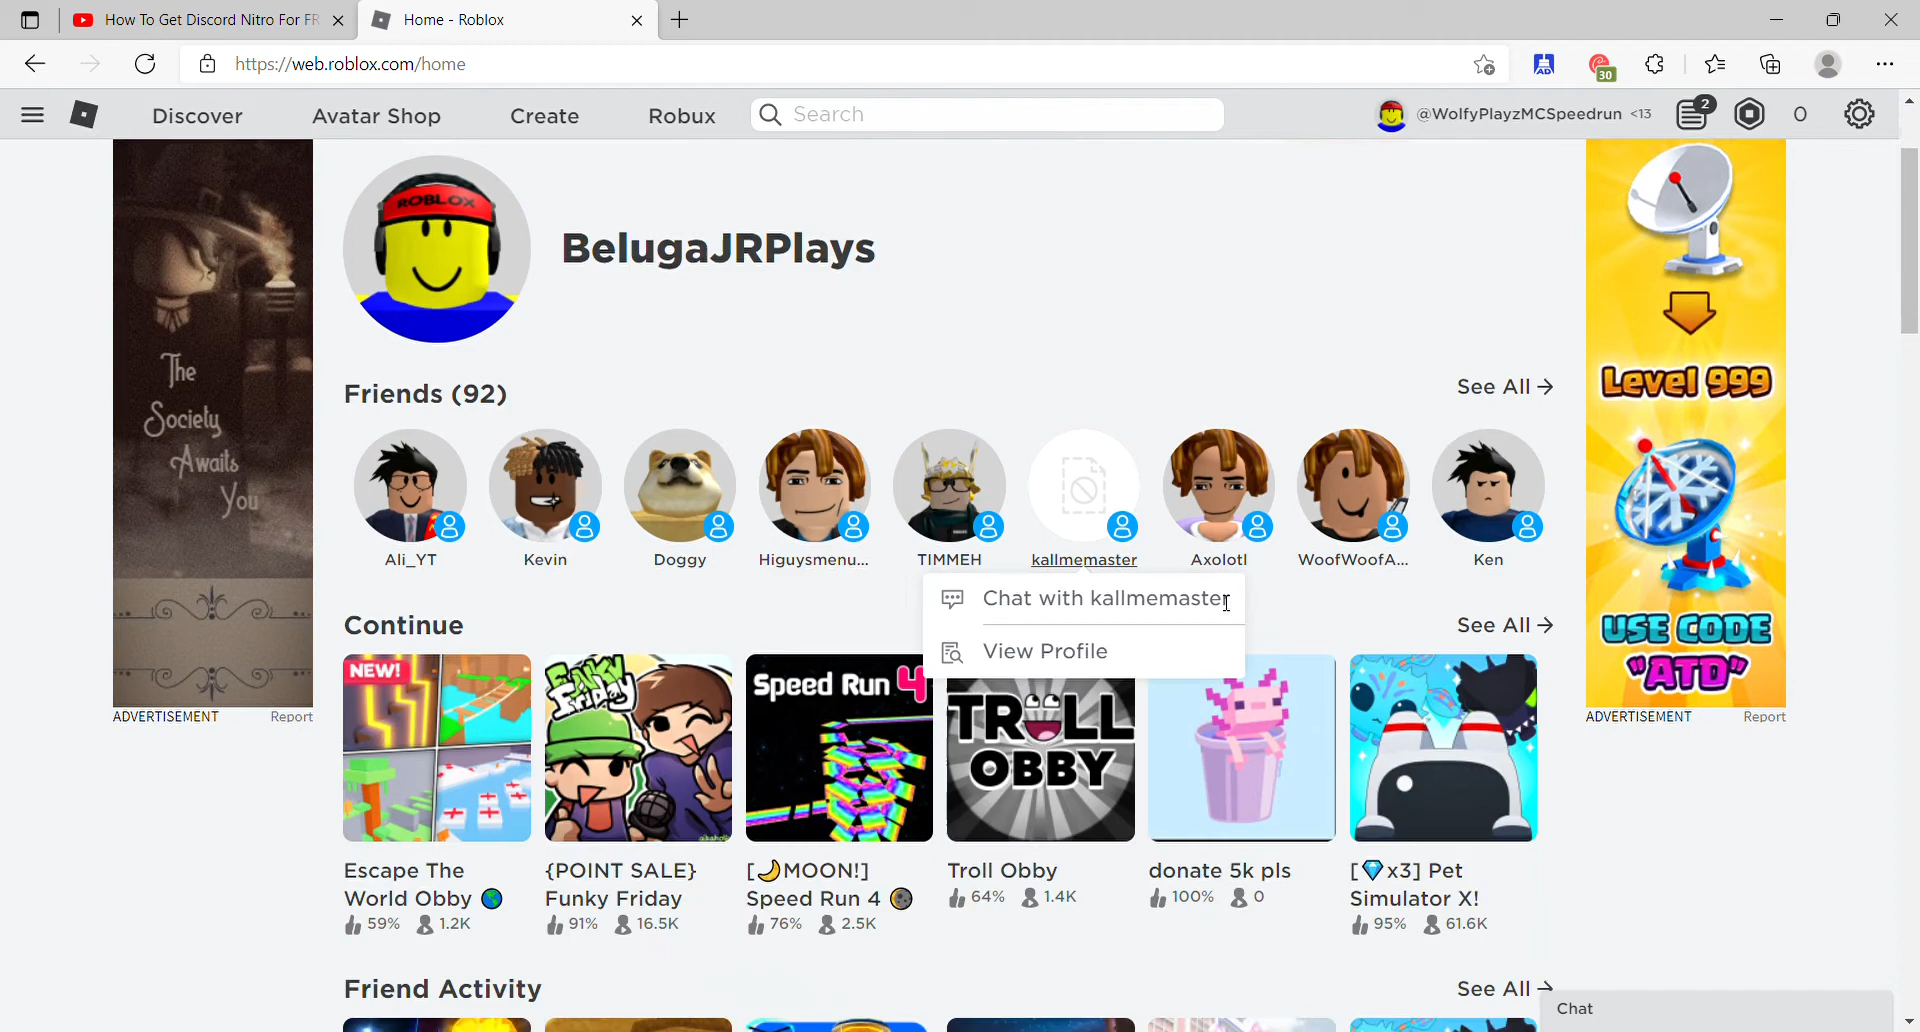 How To Get Discord Nitro For FR
Home - Roblox
https://web.roblox.com/home
AD
30
Discover
Avatar Shop
Create
Robux
Search
@WolfyPlayzMCSpeedrun <13
2
0
ROBLOX
BelugaJRPlays
The
Society
Awaits
You
ADVERTISEMENT
Report
Level 999
USE CODE
"ATD"
ADVERTISEMENT
Report
Friends (92)
See All
Ali_YT
Kevin
Doggy
Higuysmenu...
TIMMEH
kallmemaster
Axolotl
WoofWoofA...
Ken
Chat with kallmemaster
View Profile
Continue
See All
NEW!
FUNKY
FRIDAY
Speed Run 4
TROLL
OBBY
Escape The
World Obby 🌎
59% 1.2K
{POINT SALE}
Funky Friday
91% 16.5K
[🌙MOON!]
Speed Run 4 🌑
76% 2.5K
Troll Obby
64% 1.4K
donate 5k pls
100% 0
[💎x3] Pet
Simulator X!
95% 61.6K
Friend Activity
See All
Chat